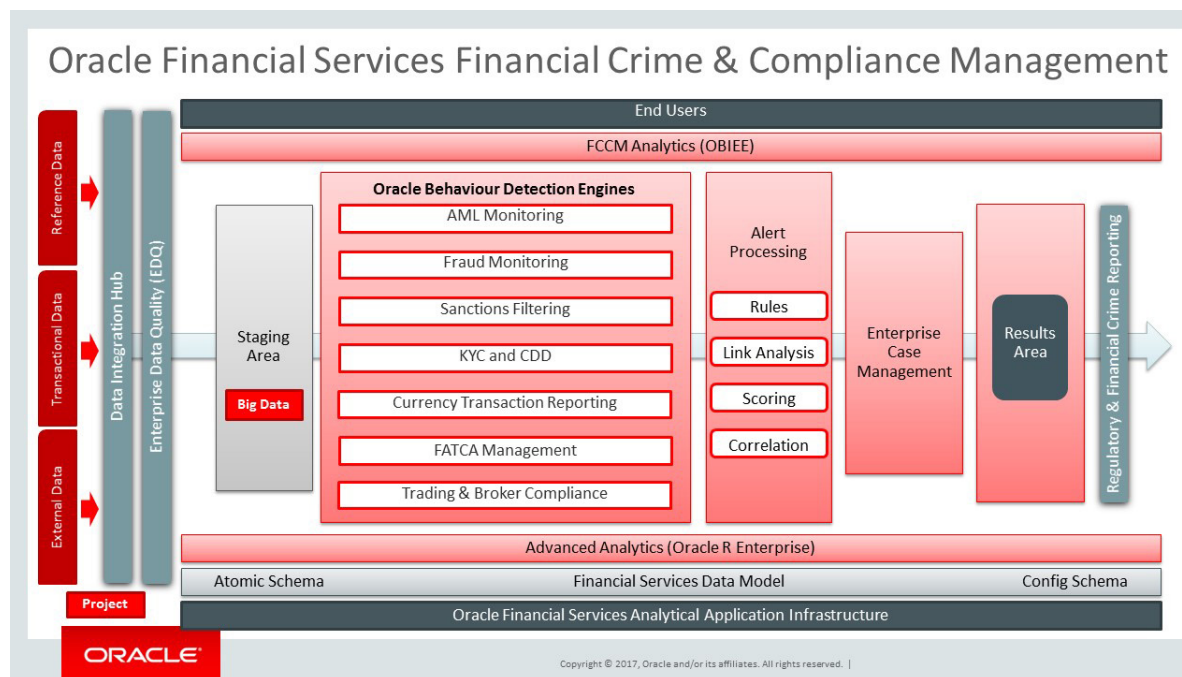 Oracle Financial Services Financial Crime & Compliance Management
End Users
FCCM Analytics (OBIEE)
Reference Data
Transactional Data
External Data
Data Integration Hub
Enterprise Data Quality (EDQ)
Staging
Area
Big Data
Oracle Behaviour Detection Engines
AML Monitoring
Fraud Monitoring
Sanctions Filtering
KYC and CDD
Currency Transaction Reporting
FATCA Management
Trading & Broker Compliance
Alert
Processing
Rules
Link Analysis
Scoring
Correlation
Enterprise
Case
Management
Results
Area
Regulatory & Financial Crime Reporting
Advanced Analytics (Oracle R Enterprise)
Atomic Schema
Financial Services Data Model
Config Schema
Project
Oracle Financial Services Analytical Application Infrastructure
ORACLE®
Copyright © 2017, Oracle and/or its affiliates. All rights reserved. |